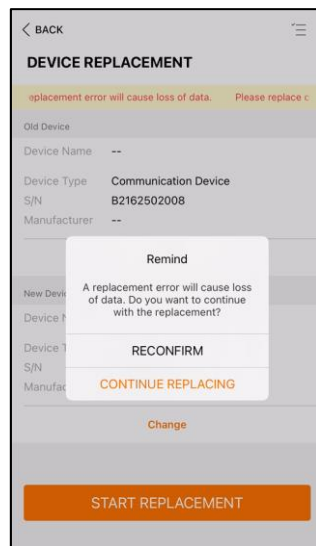 BACK
DEVICE REPLACEMENT
eplacement error will cause loss of data. Please replace
Old Device
Device Name --
Device Type Communication Device
S/N B2162502008
Manufacturer --
Remind
A replacement error will cause loss
of data. Do you want to continue
with the replacement?
New Devic
Device N
RECONFIRM
Device T
S/N
CONTINUE REPLACING
Manufac
Change
START REPLACEMENT